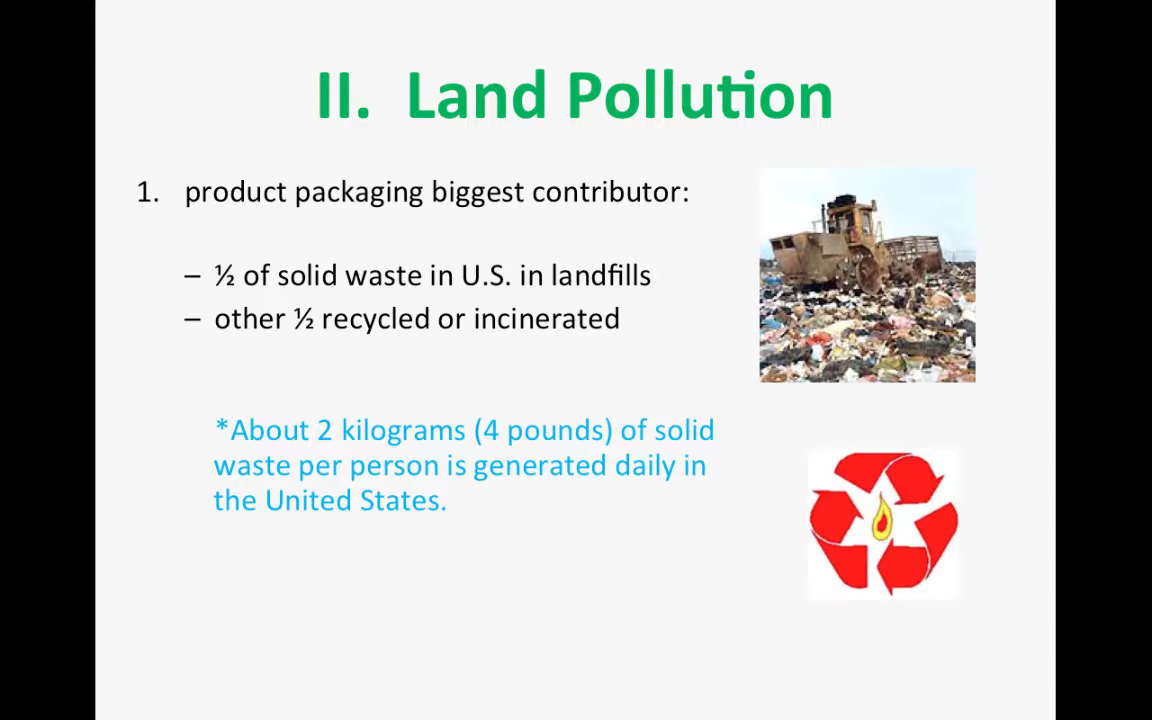 II. Land Pollution
1. product packaging biggest contributor:
– ½ of solid waste in U.S. in landfills
– other ½ recycled or incinerated
*About 2 kilograms (4 pounds) of solid
waste per person is generated daily in
the United States.